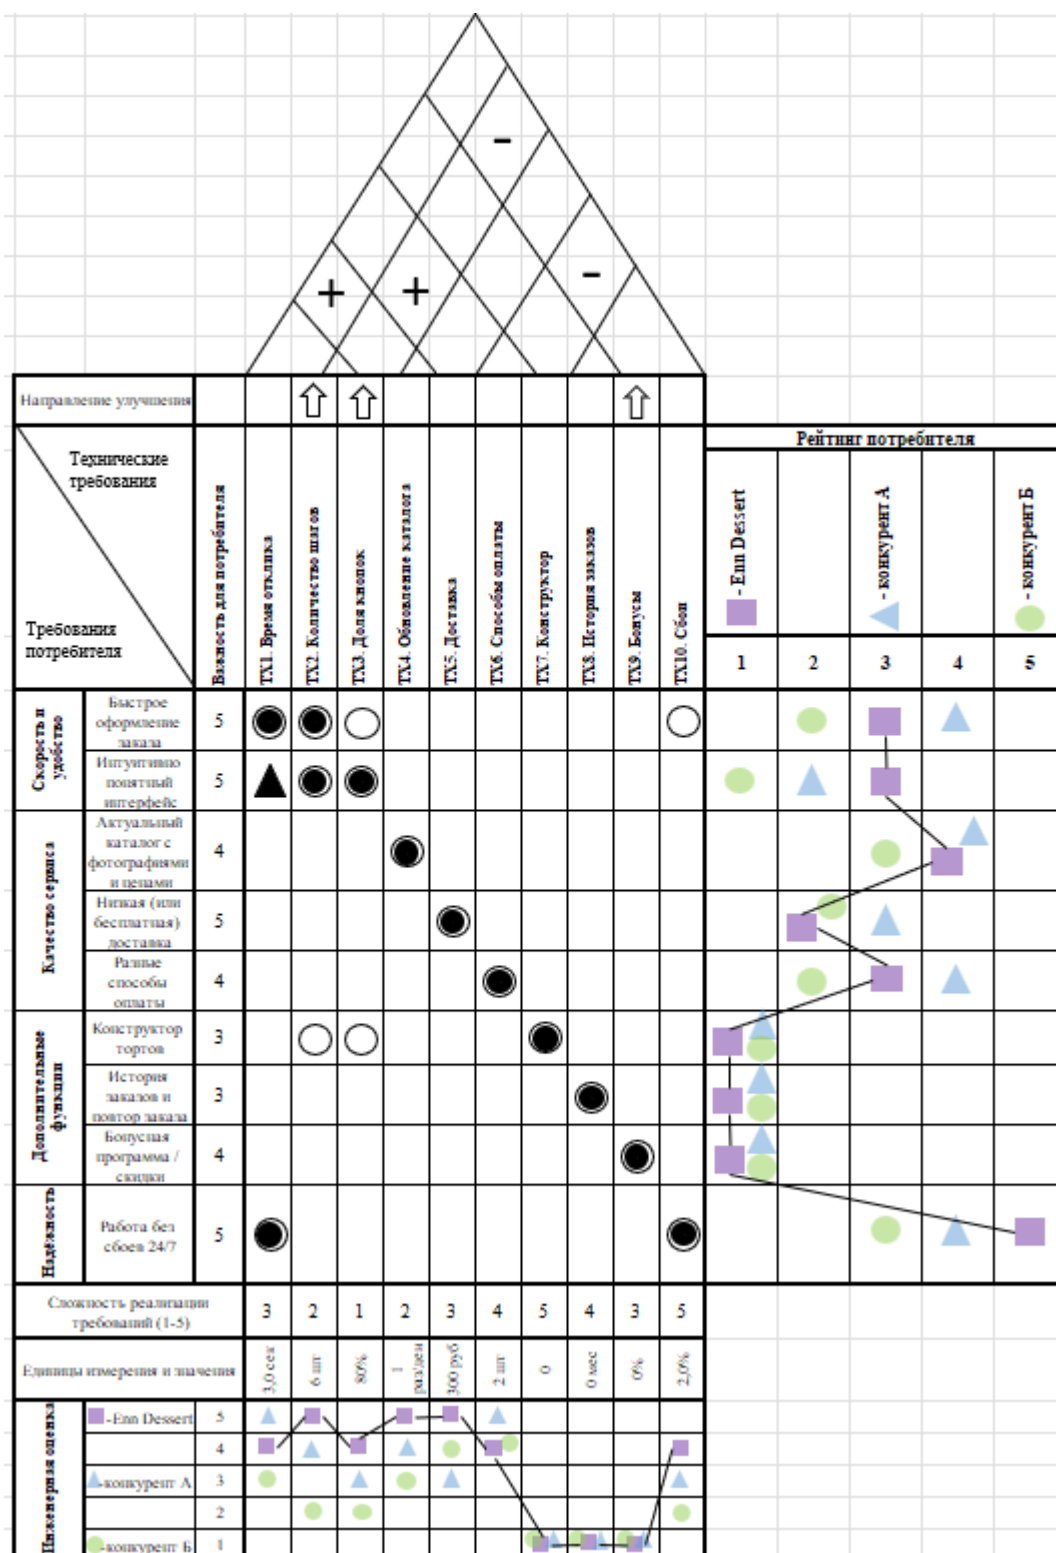 -
-
+
+
Направление улучшения
Рейтинг потребителя
Технические
требования
Требования
потребителя
Важность для потребителя
ТХ1. Время отклика
ТХ2. Количество шагов
ТХ3. Доля кнопок
ТХ4. Обновление каталога
ТХ5. Доставка
ТХ6. Способы оплаты
ТХ7. Конструктор
ТХ8. История заказов
ТХ9. Бонусы
ТХ10. Сбои
- Enn Dessert
- конкурент А
- конкурент Б
1 2 3 4 5
Скорость и
удобство
Быстрое
оформление
заказа
5
Интуитивно
понятный
интерфейс
5
Качество сервиса
Актуальный
каталог с
фотографиями
и ценами
4
Низкая (или
бесплатная)
доставка
5
Разные
способы
оплаты
4
Дополнительные
функции
Конструктор
тортов
3
История
заказов и
повтор заказа
3
Бонусная
программа /
скидки
4
Надёжность
Работа без
сбоев 24/7
5
Сложность реализации
требований (1-5)
3 2 1 2 3 4 5 4 3 5
Единицы измерения и значения
3,0 сек
6 шт
80%
1
раз/ден
300 руб
2 шт
0
0 мес
0%
2,0%
Инженерная оценка
-Enn Dessert 5
4
-конкурент А 3
2
-конкурент Б 1